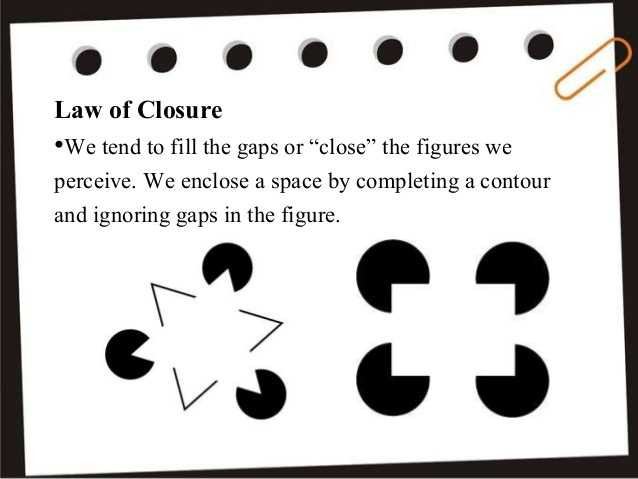 Law of Closure
•We tend to fill the gaps or “close” the figures we
perceive. We enclose a space by completing a contour
and ignoring gaps in the figure.